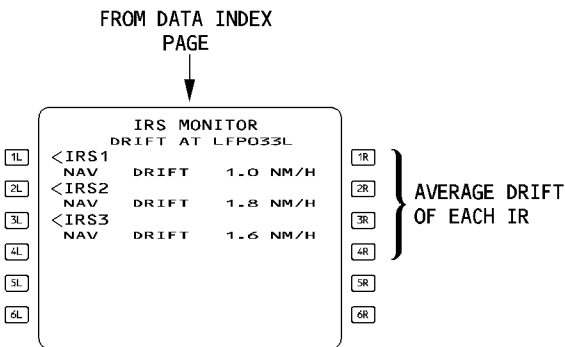 FROM DATA INDEX
PAGE
IRS MONITOR
DRIFT AT LFPO33L
1L
<IRS1
1R
NAV DRIFT 1.0 NM/H
2L
<IRS2
2R
NAV DRIFT 1.8 NM/H
3L
<IRS3
3R
NAV DRIFT 1.6 NM/H
4L
4R
5L
5R
6L
6R
AVERAGE DRIFT
OF EACH IR